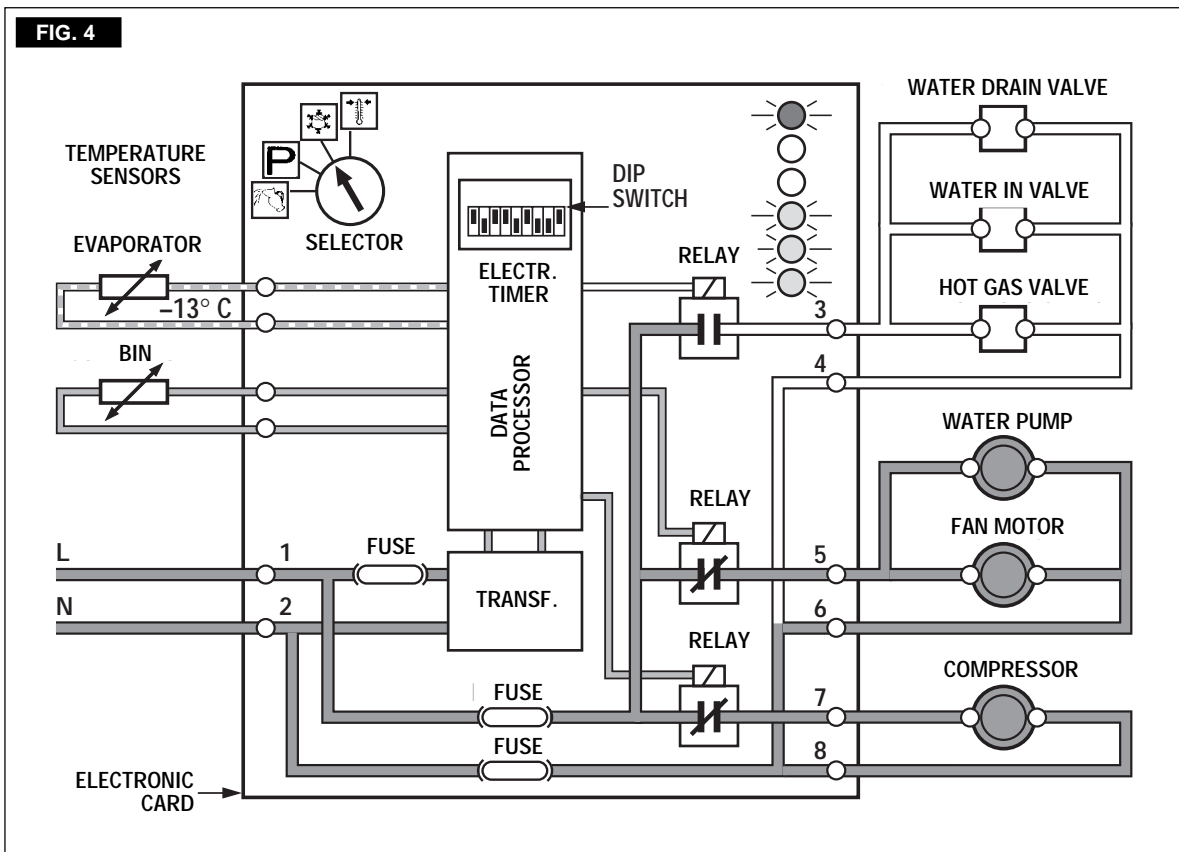 FIG. 4
WATER DRAIN VALVE
TEMPERATURE
SENSORS
P
DIP
SWITCH
WATER IN VALVE
SELECTOR
EVAPORATOR
RELAY
ELECTR.
TIMER
HOT GAS VALVE
–13° C
3
BIN
4
DATA
PROCESSOR
WATER PUMP
RELAY
FAN MOTOR
L
1
FUSE
5
N
2
TRANSF.
6
RELAY
COMPRESSOR
FUSE
7
FUSE
8
ELECTRONIC
CARD